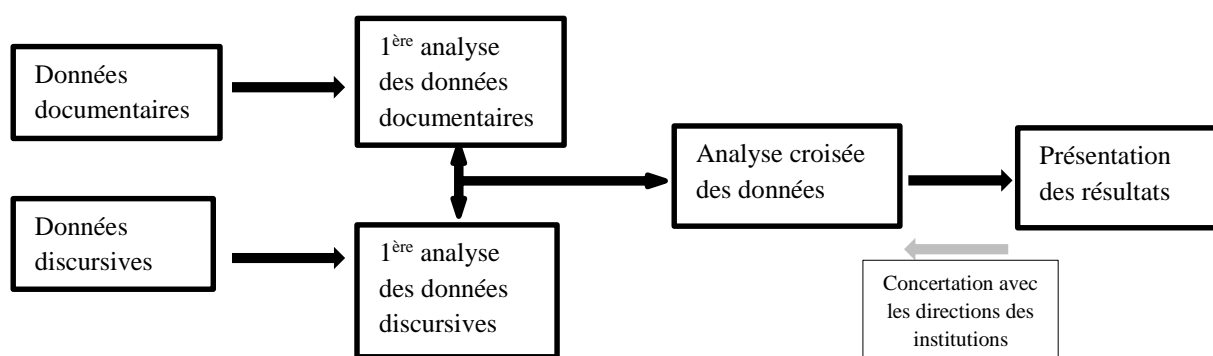 Données
documentaires
1ère analyse
des données
documentaires
Données
discursives
1ère analyse
des données
discursives
Analyse croisée
des données
Présentation
des résultats
Concertation avec
les directions des
institutions